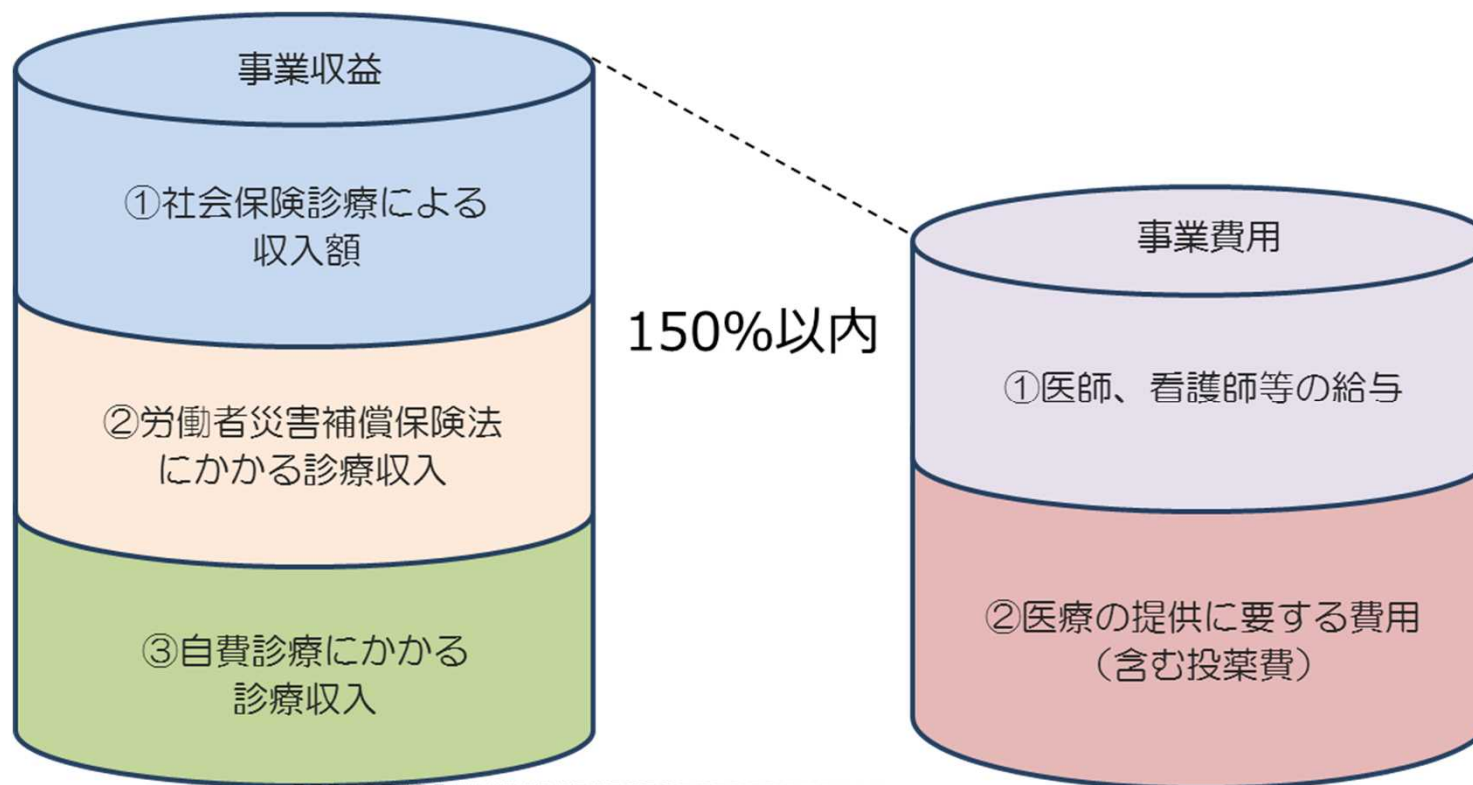 事業収益
①社会保険診療による
収入額
②労働者災害補償保険法
にかかる診療収入
③自費診療にかかる
診療収入
150%以内
事業費用
①医師、看護師等の給与
②医療の提供に要する費用
(含む投薬費)